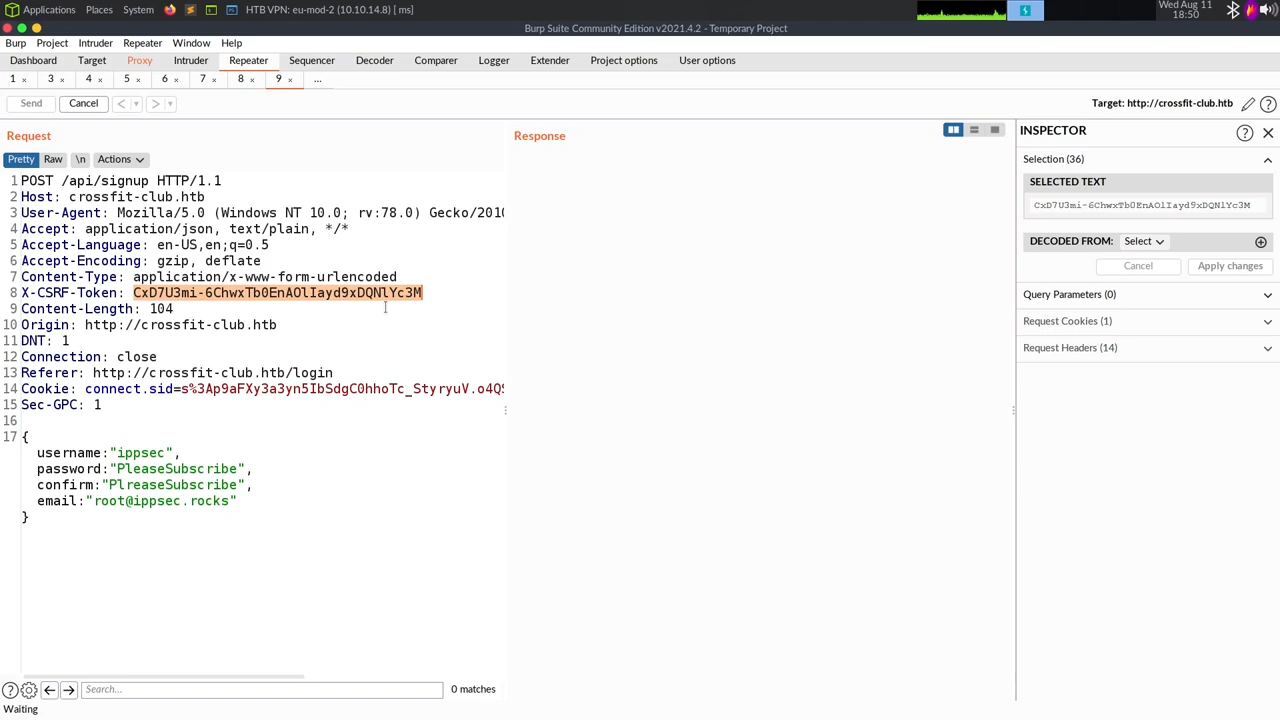 Applications Places System HTB VPN: eu-mod-2 (10.10.14.8) [ ms] Wed Aug 11
18:50
Burp Suite Community Edition v2021.4.2 - Temporary Project
Burp Project Intruder Repeater Window Help
Dashboard Target Proxy Intruder Repeater Sequencer Decoder Comparer Logger Extender Project options User options
1 × 3 × 4 × 5 × 6 × 7 × 8 × 9 × ...
Send Cancel < > Target: http://crossfit-club.htb
Request Response INSPECTOR
Pretty Raw \n Actions Selection (36)
SELECTED TEXT
CxD7U3mi-6ChwxTb0EnAOlIayd9xDQNlYc3M
DECODED FROM: Select
Cancel Apply changes
Query Parameters (0)
Request Cookies (1)
Request Headers (14)
1 POST /api/signup HTTP/1.1
2 Host: crossfit-club.htb
3 User-Agent: Mozilla/5.0 (Windows NT 10.0; rv:78.0) Gecko/2010
4 Accept: application/json, text/plain, */*
5 Accept-Language: en-US,en;q=0.5
6 Accept-Encoding: gzip, deflate
7 Content-Type: application/x-www-form-urlencoded
8 X-CSRF-Token: CxD7U3mi-6ChwxTb0EnAOlIayd9xDQNlYc3M
9 Content-Length: 104
10 Origin: http://crossfit-club.htb
11 DNT: 1
12 Connection: close
13 Referer: http://crossfit-club.htb/login
14 Cookie: connect.sid=s%3Ap9aFXy3a3yn5IbSdgC0hhoTc_StyryuV.o4QS
15 Sec-GPC: 1
16
17 {
username:"ippsec",
password:"PleaseSubscribe",
confirm:"PlreaseSubscribe",
email:"root@ippsec.rocks"
}
Search... 0 matches
Waiting